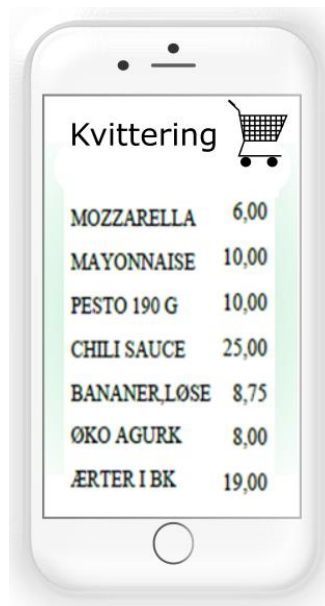 Kvittering
MOZZARELLA 6,00
MAYONNAISE 10,00
PESTO 190 G 10,00
CHILI SAUCE 25,00
BANANER,LØSE 8,75
ØKO AGURK 8,00
ÆRTER I BK 19,00